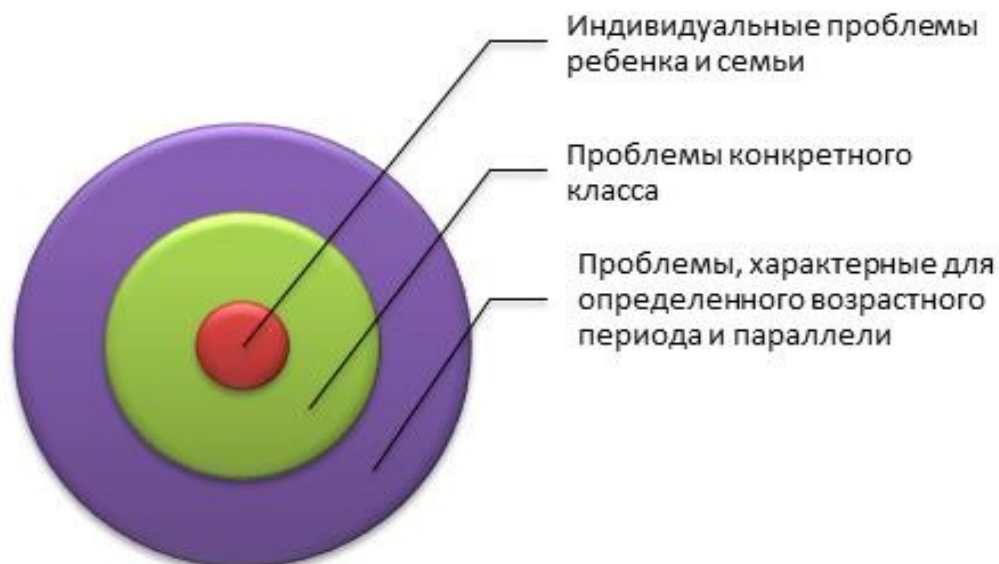 Индивидуальные проблемы
ребенка и семьи
Проблемы конкретного
класса
Проблемы, характерные для
определенного возрастного
периода и параллели